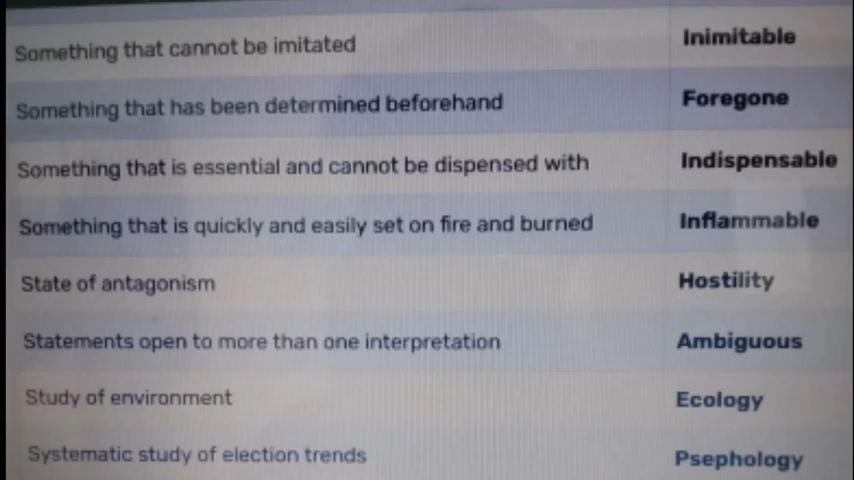 Something that cannot be imitated Inimitable
Something that has been determined beforehand Foregone
Something that is essential and cannot be dispensed with Indispensable
Something that is quickly and easily set on fire and burned Inflammable
State of antagonism Hostility
Statements open to more than one interpretation Ambiguous
Study of environment Ecology
Systematic study of election trends Psephology